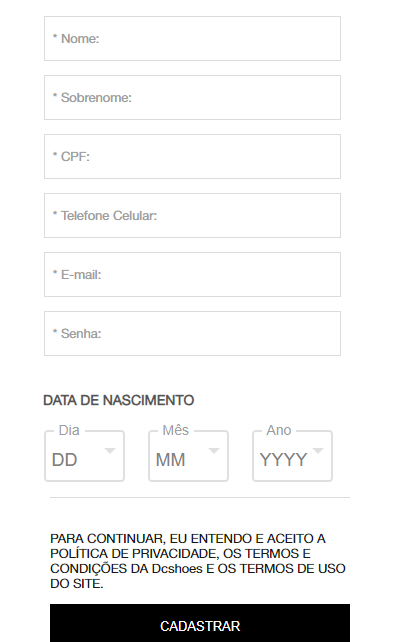 * Nome:
* Sobrenome:
* CPF:
* Telefone Celular:
* E-mail:
* Senha:
DATA DE NASCIMENTO
Dia Mês Ano
DD MM YYYY
PARA CONTINUAR, EU ENTENDO E ACEITO A
POLÍTICA DE PRIVACIDADE, OS TERMOS E
CONDIÇÕES DA Dcshoes E OS TERMOS DE USO
DO SITE.
CADASTRAR